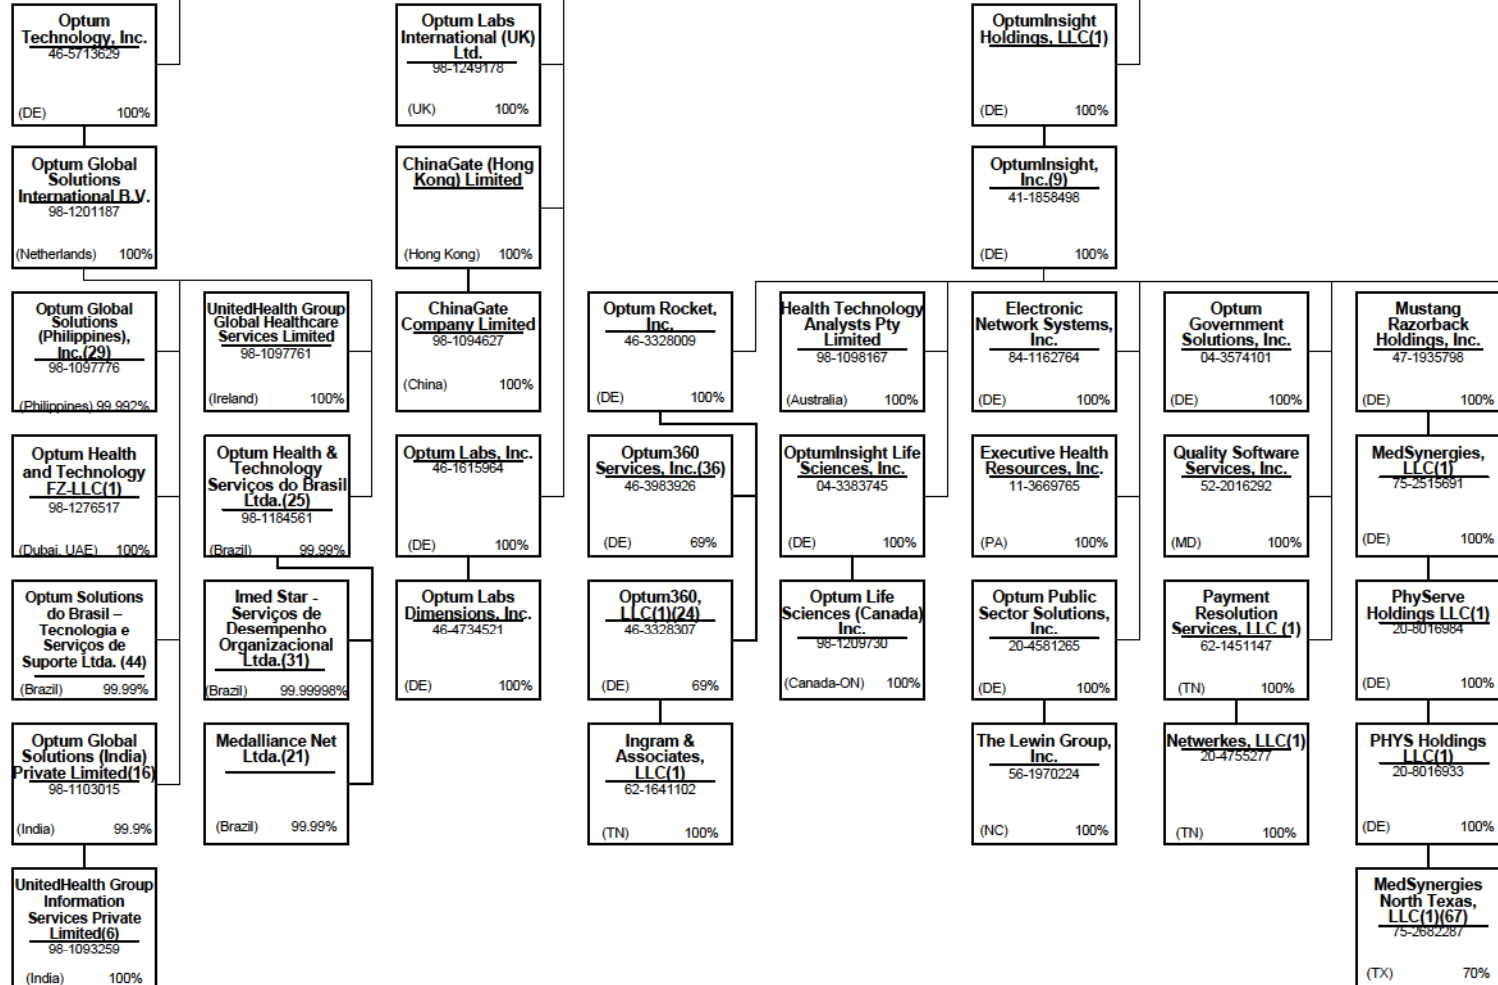 Optum
Technology, Inc.
46-5713629
(DE) 100%
Optum Labs
International (UK)
Ltd.
98-1249178
(UK) 100%
OptumInsight
Holdings, LLC(1)
(DE) 100%
Optum Global
Solutions
International B.V.
98-1201187
(Netherlands) 100%
ChinaGate (Hong
Kong) Limited
(Hong Kong) 100%
OptumInsight,
Inc.(9)
41-1858498
(DE) 100%
Optum Global
Solutions
(Philippines),
Inc.(29)
98-1097776
(Philippines) 99.992%
UnitedHealth Group
Global Healthcare
Services Limited
98-1097761
(Ireland) 100%
ChinaGate
Company Limited
98-1094627
(China) 100%
Optum Rocket,
Inc.
46-3328009
(DE) 100%
Health Technology
Analysts Pty
Limited
98-1098167
(Australia) 100%
Electronic
Network Systems,
Inc.
84-1162764
(DE) 100%
Optum
Government
Solutions, Inc.
04-3574101
(DE) 100%
Mustang
Razorback
Holdings, Inc.
47-1935798
(DE) 100%
Optum Health
and Technology
FZ-LLC(1)
98-1276517
(Dubai, UAE) 100%
Optum Health &
Technology
Serviços do Brasil
Ltda.(25)
98-1184561
(Brazil) 99.99%
Optum Labs, Inc.
46-1615964
(DE) 100%
Optum360
Services, Inc.(36)
46-3983926
(DE) 69%
OptumInsight Life
Sciences, Inc.
04-3383745
(DE) 100%
Executive Health
Resources, Inc.
11-3669765
(PA) 100%
Quality Software
Services, Inc.
52-2016292
(MD) 100%
MedSynergies,
LLC(1)
75-2515691
(DE) 100%
Optum Solutions
do Brasil –
Tecnologia e
Serviços de
Suporte Ltda. (44)
(Brazil) 99.99%
Imed Star -
Serviços de
Desempenho
Organizacional
Ltda.(31)
(Brazil) 99.99998%
Optum Labs
Dimensions, Inc.
46-4734521
(DE) 100%
Optum360,
LLC(1)(24)
46-3328307
(DE) 69%
Optum Life
Sciences (Canada)
Inc.
98-1209730
(Canada-ON) 100%
Optum Public
Sector Solutions,
Inc.
20-4581265
(DE) 100%
Payment
Resolution
Services, LLC (1)
62-1451147
(TN) 100%
PhyServe
Holdings LLC(1)
20-8016984
(DE) 100%
Optum Global
Solutions (India)
Private Limited(16)
98-1103015
(India) 99.9%
Medalliance Net
Ltda.(21)
(Brazil) 99.99%
Ingram &
Associates,
LLC(1)
62-1641102
(TN) 100%
The Lewin Group,
Inc.
56-1970224
(NC) 100%
Netwerkes, LLC(1)
20-4755277
(TN) 100%
PHYS Holdings
LLC(1)
20-8016933
(DE) 100%
UnitedHealth Group
Information
Services Private
Limited(6)
98-1093259
(India) 100%
MedSynergies
North Texas,
LLC(1)(67)
75-2682287
(TX) 70%